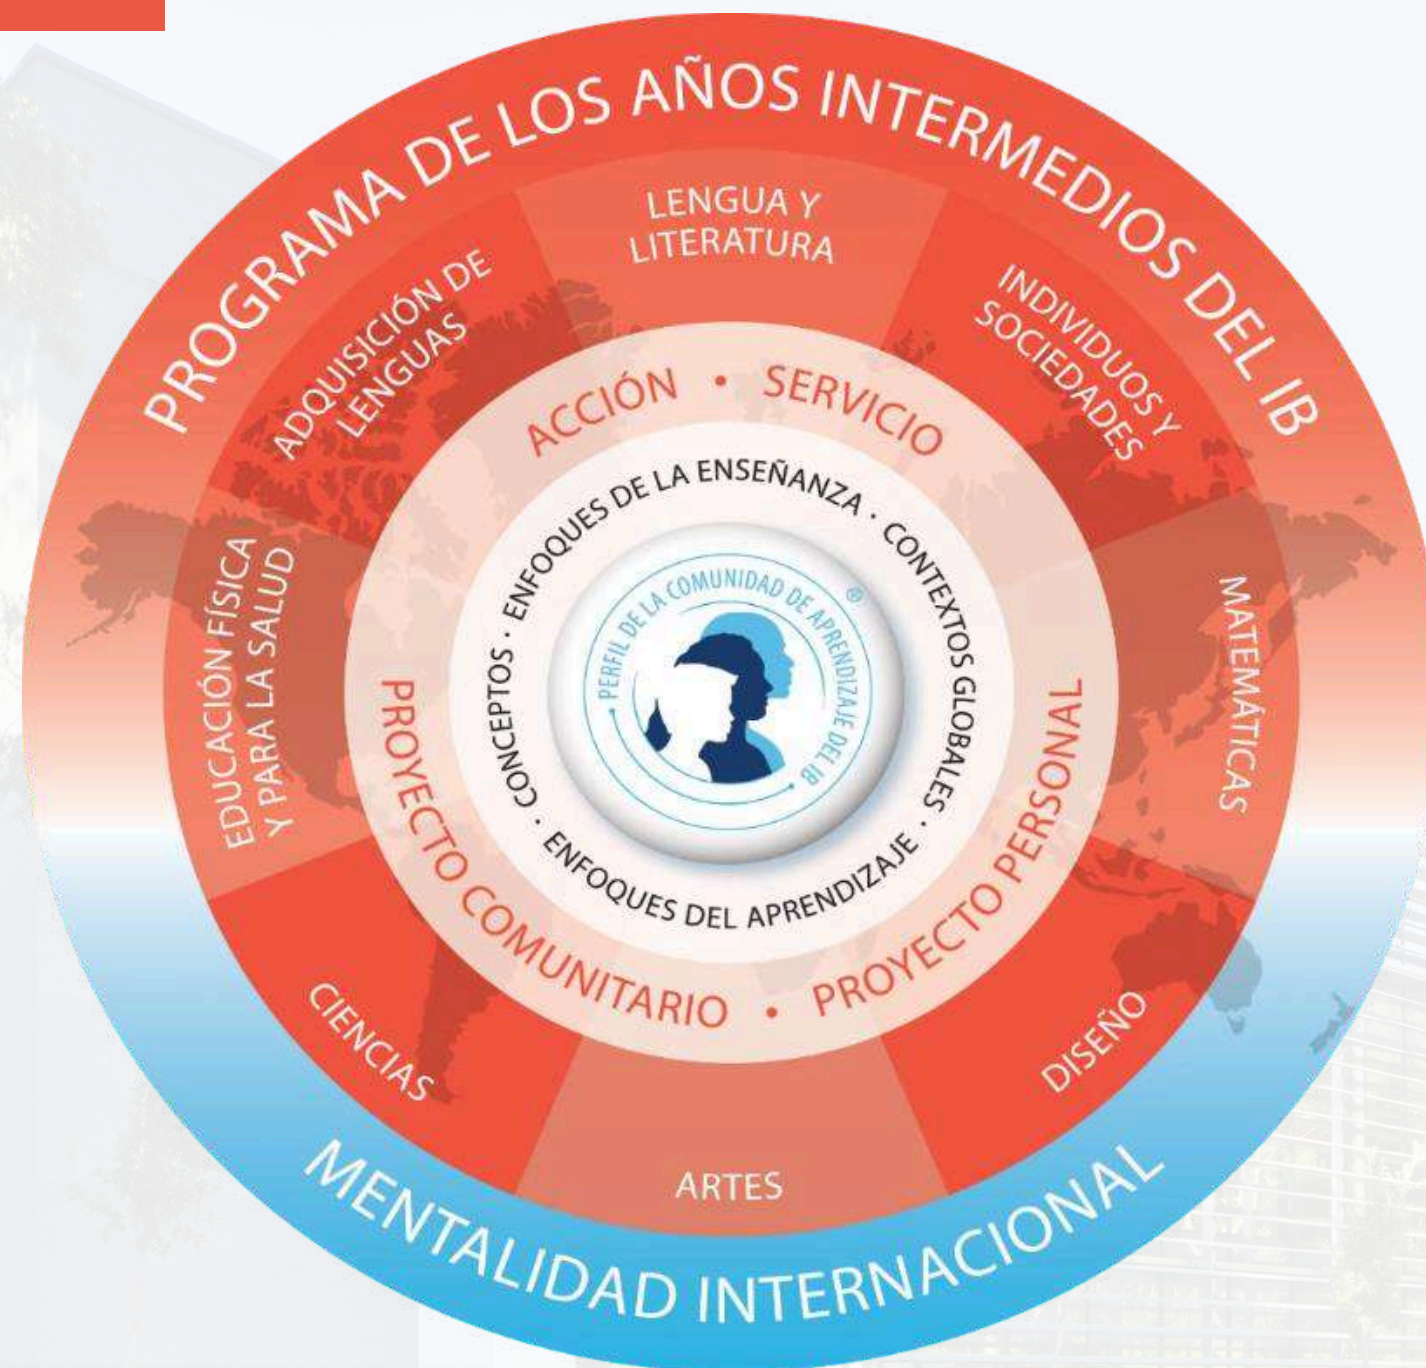 PROGRAMA DE LOS AÑOS INTERMEDIOS DEL IB
LENGUA Y
LITERATURA
INDIVIDUOS Y
SOCIEDADES
MATEMÁTICAS
DISEÑO
ARTES
CIENCIAS
EDUCACIÓN FÍSICA
Y PARA LA SALUD
ADQUISICIÓN DE
LENGUAS
ACCIÓN • SERVICIO
PROYECTO COMUNITARIO • PROYECTO PERSONAL
ENFOQUES DE LA ENSEÑANZA · CONTEXTOS GLOBALES · ENFOQUES DEL APRENDIZAJE · CONCEPTOS ·
• PERFIL DE LA COMUNIDAD DE APRENDIZAJE DEL IB •
®
MENTALIDAD INTERNACIONAL